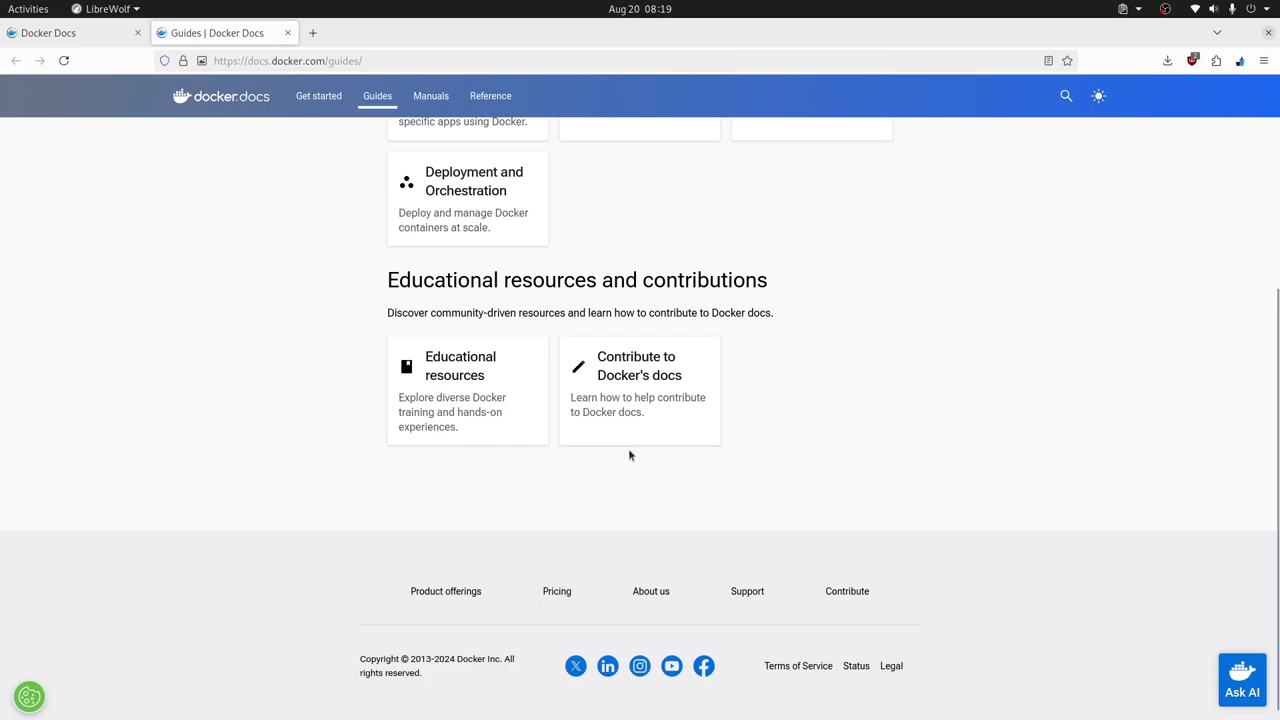 Activities LibreWolf Aug 20 08:19
Docker Docs Guides | Docker Docs
https://docs.docker.com/guides/ 2
docker.docs Get started Guides Manuals Reference
specific apps using Docker.
Deployment and
Orchestration
Deploy and manage Docker
containers at scale.
Educational resources and contributions
Discover community-driven resources and learn how to contribute to Docker docs.
Educational
resources
Explore diverse Docker
training and hands-on
experiences.
Contribute to
Docker's docs
Learn how to help contribute
to Docker docs.
Product offerings Pricing About us Support Contribute
Copyright © 2013-2024 Docker Inc. All
rights reserved.
Terms of Service Status Legal
Ask AI